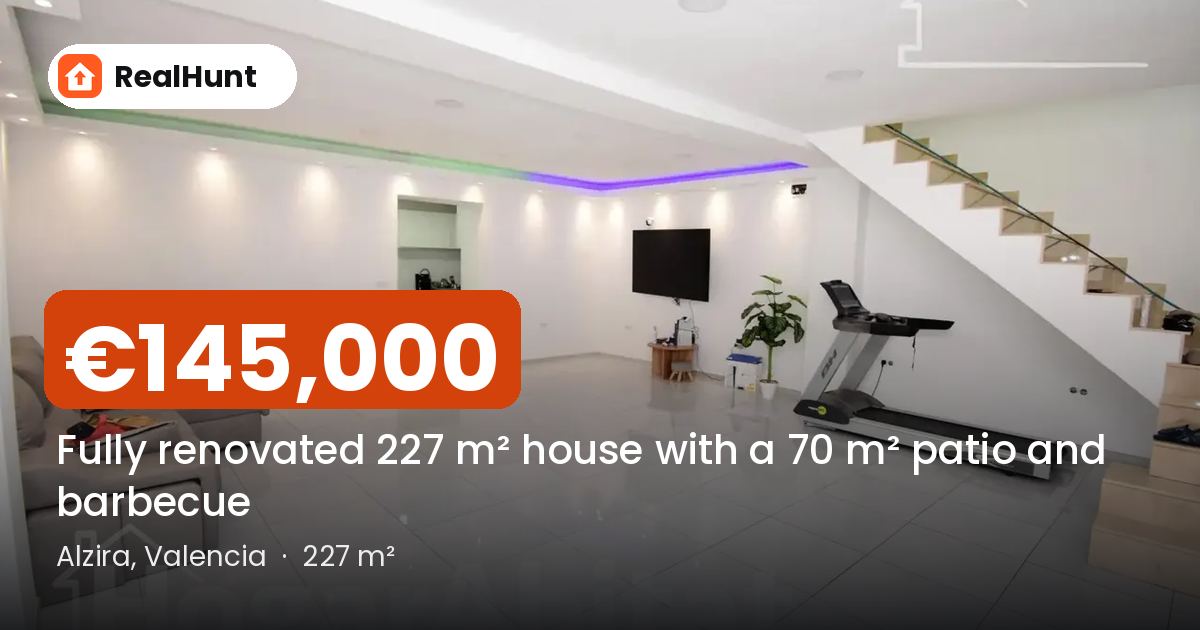 RealHunt
€145,000
Fully renovated 227 m² house with a 70 m² patio and
barbecue
Alzira, Valencia · 227 m²